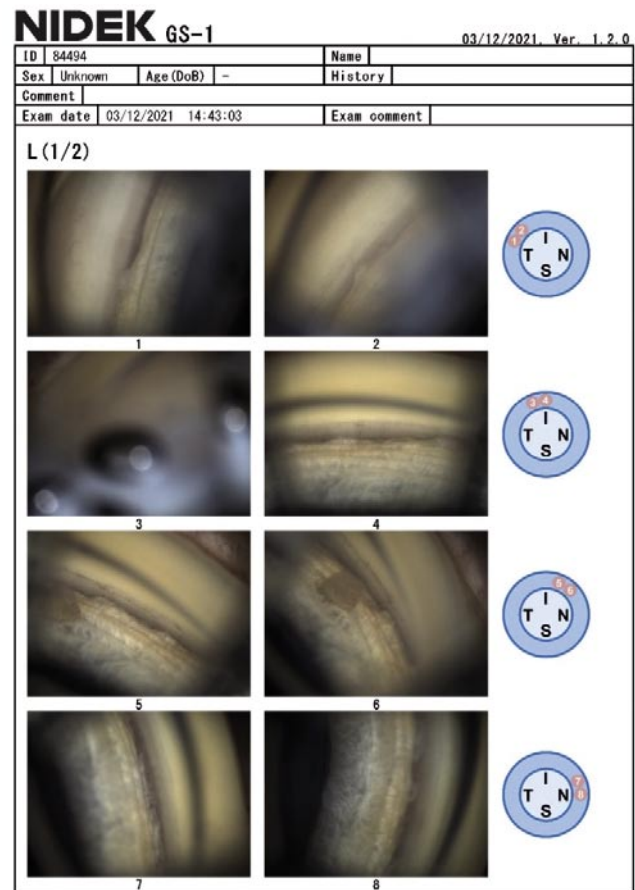 NIDEK GS-1 03/12/2021, Ver. 1.2.0
ID 84494 Name
Sex Unknown Age(DoB) - History
Comment
Exam date 03/12/2021 14:43:03 Exam comment
L(1/2)
1 2
2
1
I
T N
S
3 4
3 4
I
T N
S
5 6
5 6
I
T N
S
7 8
7
8
I
T N
S